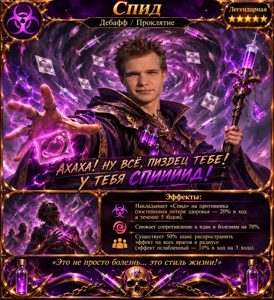 Спид
Легендарная
Дебафф / Проклятие
АХАХА! НУ ВСЁ, ПИЗДЕЦ ТЕБЕ!
У ТЕБЯ СПИИИИД!
Эффекты:
Накладывает «Спид» на противника
(постепенная потеря здоровья — 20% в ход
в течение 5 ходов).
Снижает сопротивление к ядам и болезням на 70%.
Существует 50% шанс распространить
эффект на всех врагов в радиусе
(эффект ослабленный — 10% в ход на 3 хода).
«Это не просто болезнь... это стиль жизни!»